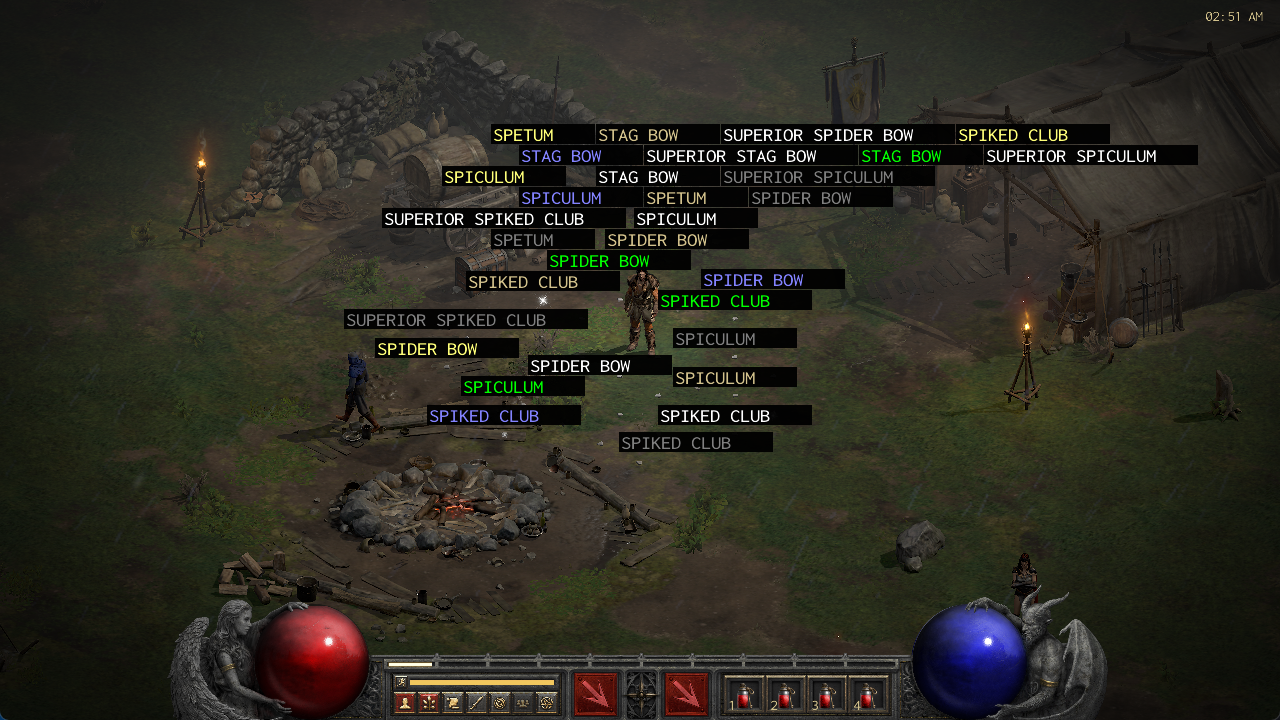 02:51 AM
SPETUM STAG BOW SUPERIOR SPIDER BOW SPIKED CLUB
STAG BOW SUPERIOR STAG BOW STAG BOW SUPERIOR SPICULUM
SPICULUM STAG BOW SUPERIOR SPICULUM
SPICULUM SPETUM SPIDER BOW
SUPERIOR SPIKED CLUB SPICULUM
SPETUM SPIDER BOW
SPIDER BOW
SPIKED CLUB SPIDER BOW
SPIKED CLUB
SUPERIOR SPIKED CLUB
SPICULUM
SPIDER BOW
SPIDER BOW
SPICULUM
SPICULUM
SPIKED CLUB SPIKED CLUB
SPIKED CLUB
1 2 3 4